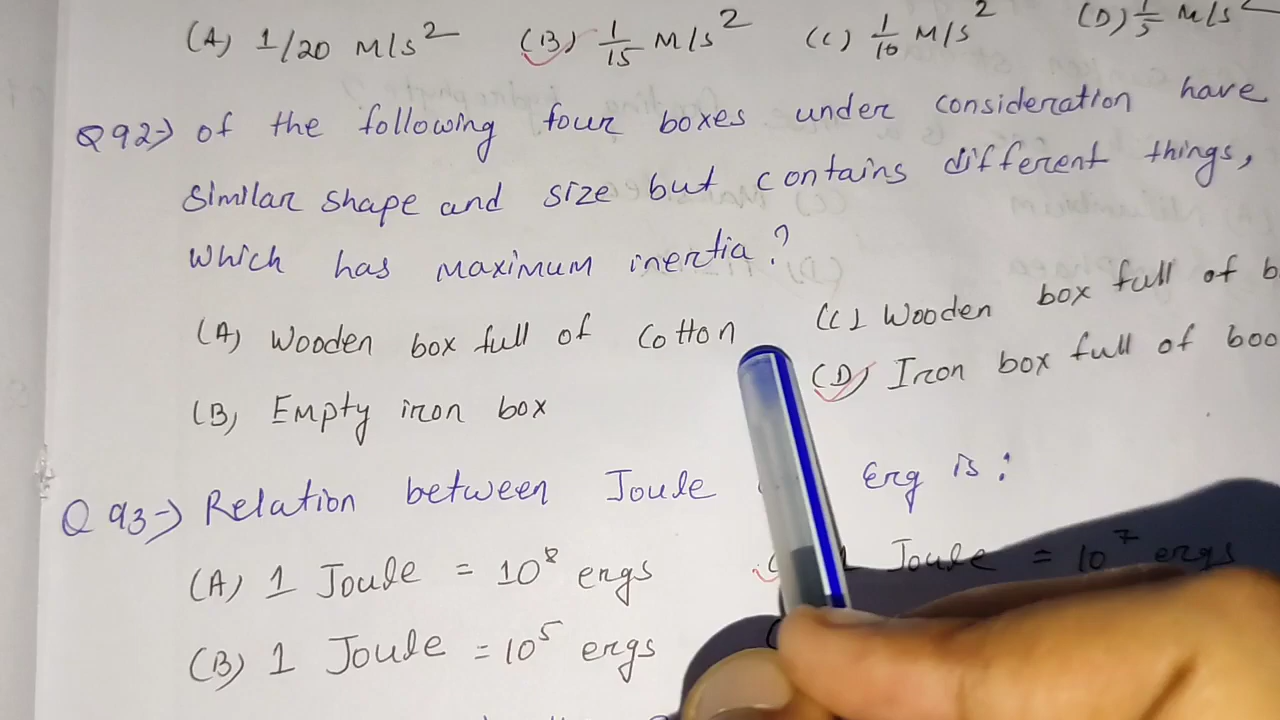 (A) 1/20 M/s² (B) 1/15 M/s² (C) 1/10 M/s² (D) 1/5 M/s²
Q92→ Of the following four boxes under consideration have
similar shape and size but contains different things,
which has maximum inertia?
(A) Wooden box full of Cotton (C) Wooden box full of
(B) Empty iron box (D) Iron box full of
Q93→ Relation between Joule Erg is:
(A) 1 Joule = 10⁸ ergs 1 Joule = 10⁷ ergs
(B) 1 Joule = 10⁵ ergs